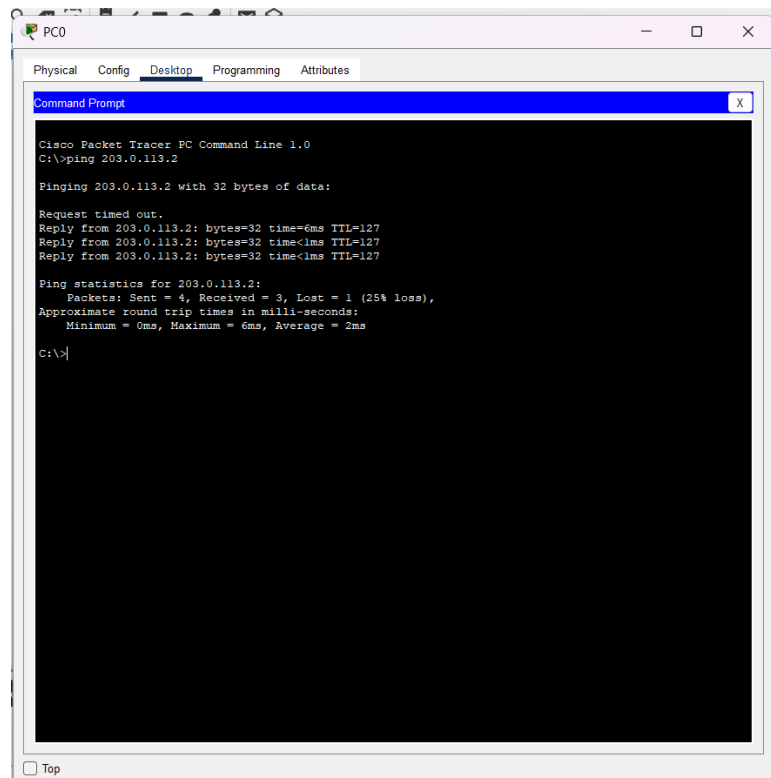 PC0
Physical Config Desktop Programming Attributes
Command Prompt
X
Cisco Packet Tracer PC Command Line 1.0
C:\>ping 203.0.113.2
Pinging 203.0.113.2 with 32 bytes of data:
Request timed out.
Reply from 203.0.113.2: bytes=32 time=6ms TTL=127
Reply from 203.0.113.2: bytes=32 time<1ms TTL=127
Reply from 203.0.113.2: bytes=32 time<1ms TTL=127
Ping statistics for 203.0.113.2:
Packets: Sent = 4, Received = 3, Lost = 1 (25% loss),
Approximate round trip times in milli-seconds:
Minimum = 0ms, Maximum = 6ms, Average = 2ms
C:\>
Top